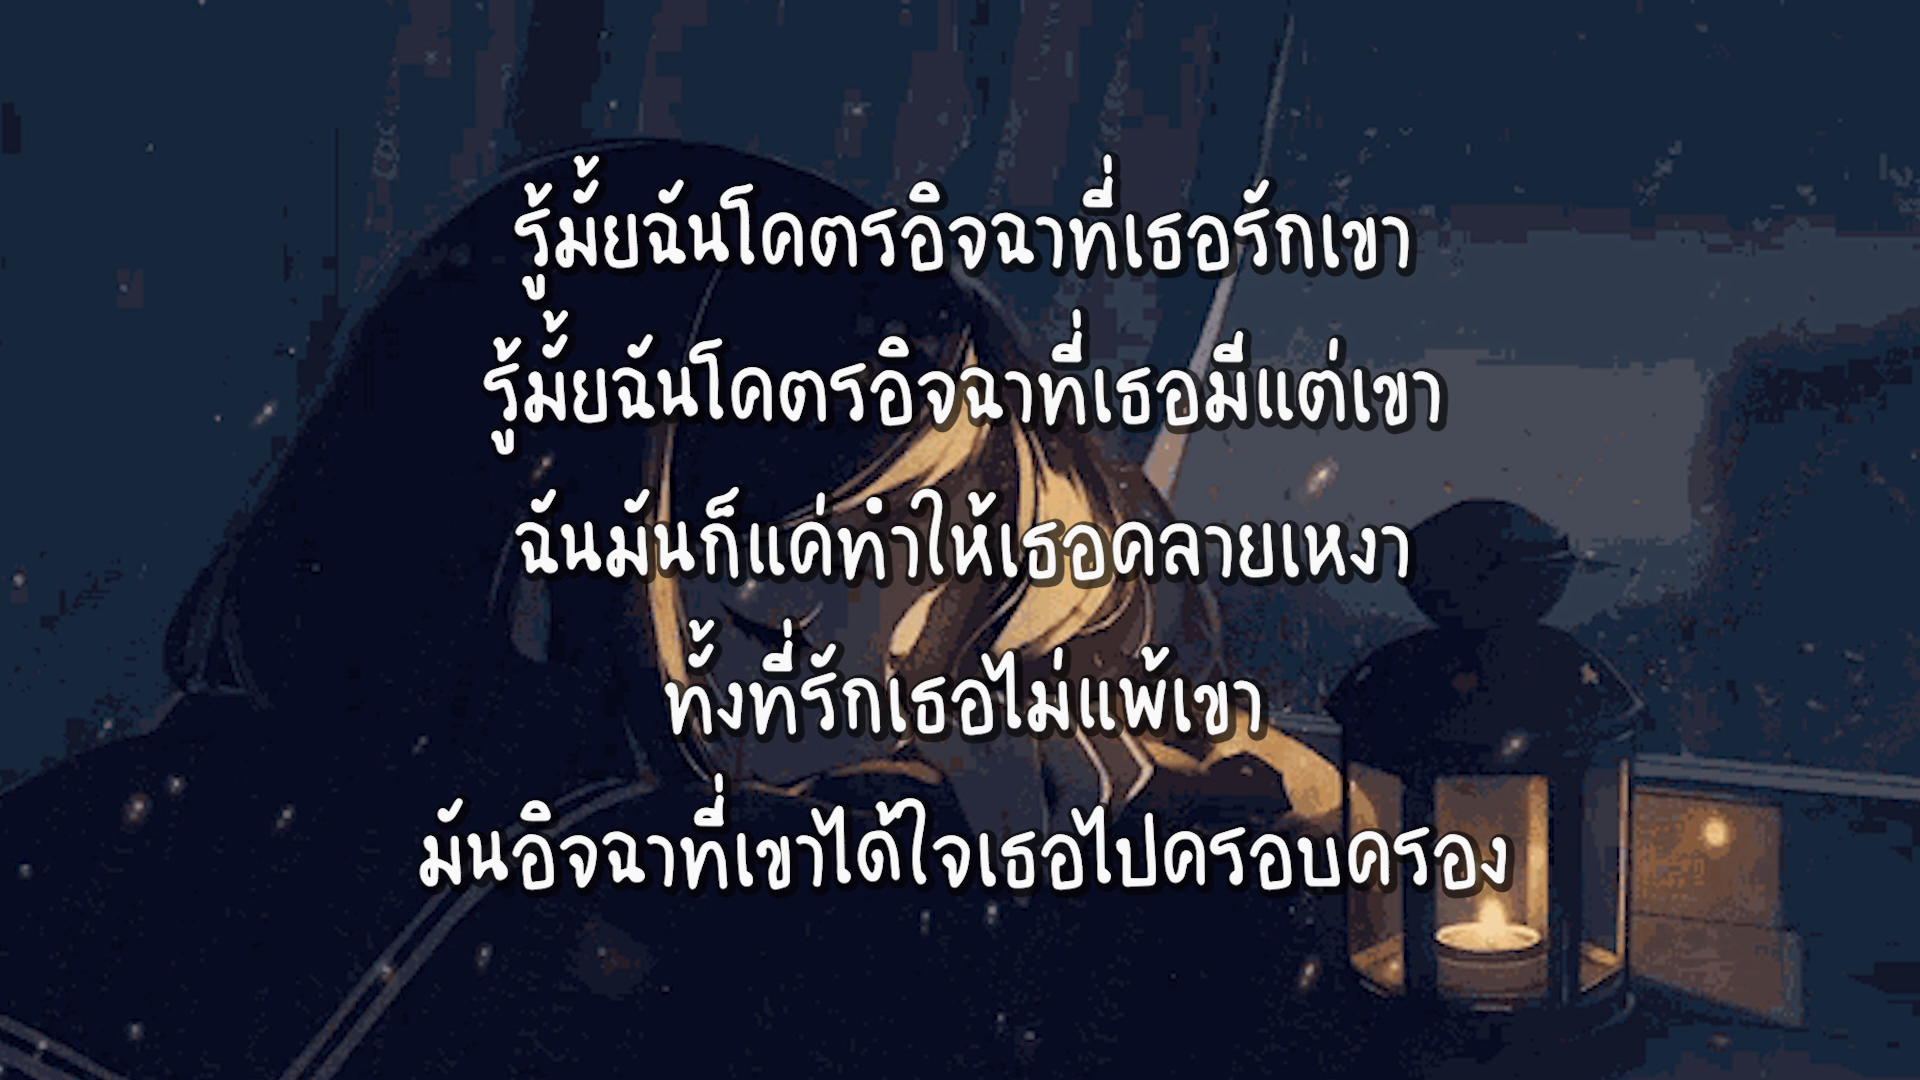 รู้มั้ยฉันโคตรอิจฉาที่เธอรักเขา
รู้มั้ยฉันโคตรอิจฉาที่เธอมีแต่เขา
ฉันมันก็แค่ทำให้เธอคลายเหงา
ทั้งที่รักเธอไม่แพ้เขา
มันอิจฉาที่เขาได้ใจเธอไปครอบครอง